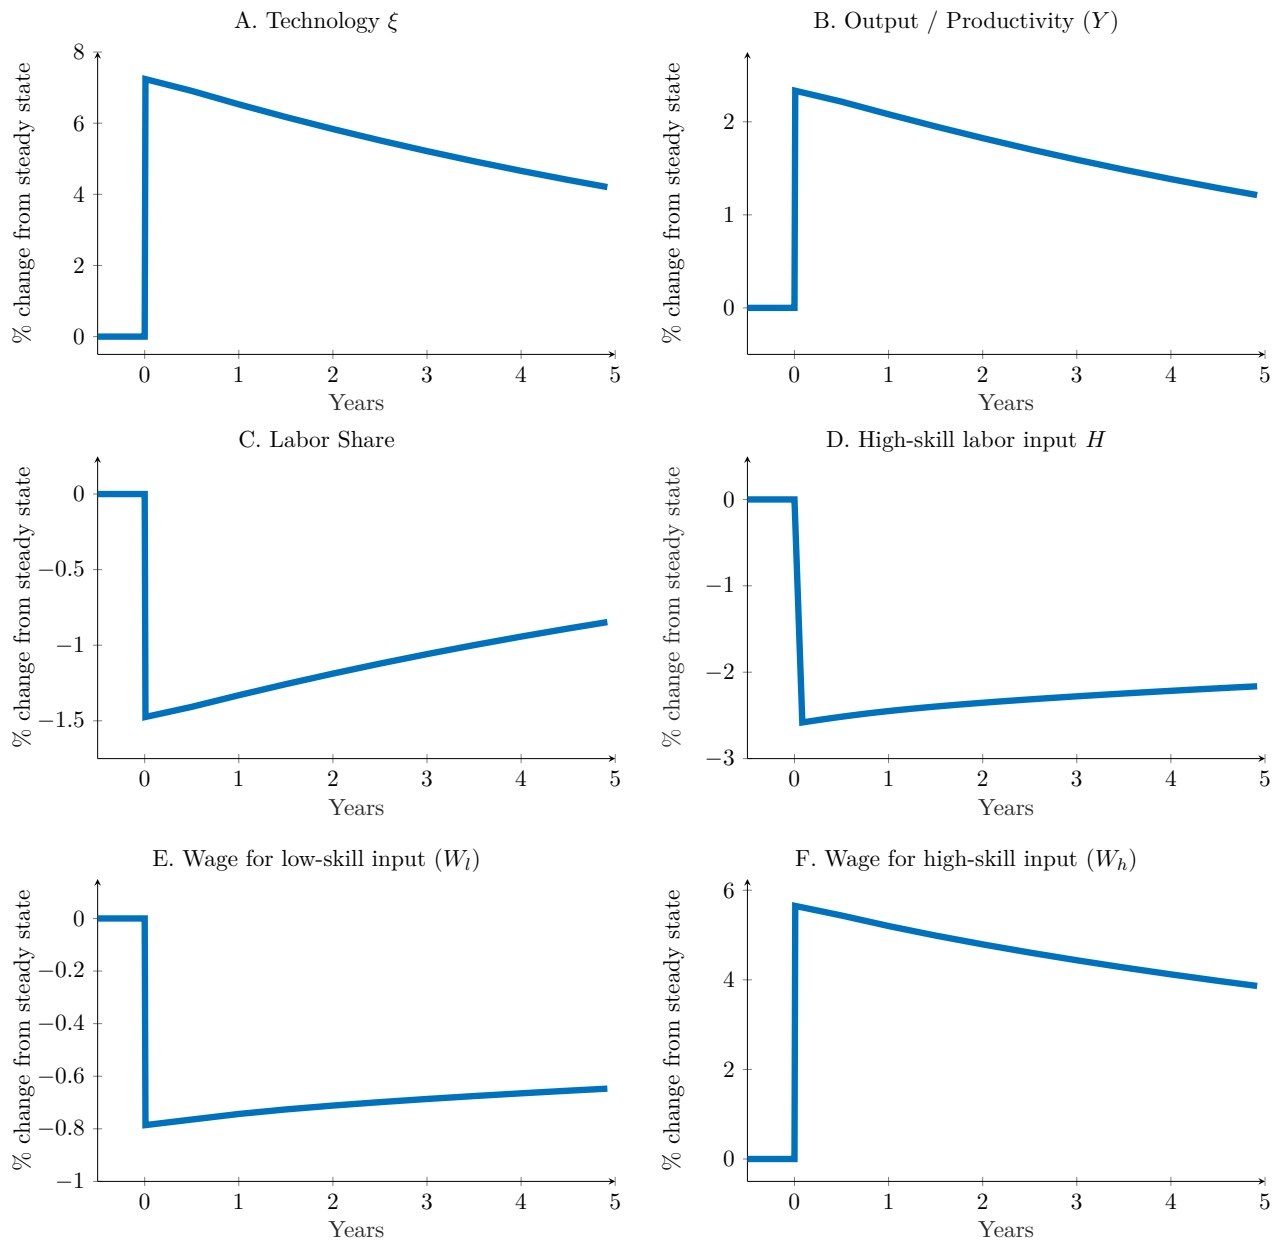 A. Technology ξ
% change from steady state
8
6
4
2
0
0 1 2 3 4 5
Years
B. Output / Productivity (Y)
% change from steady state
2
1
0
0 1 2 3 4 5
Years
C. Labor Share
% change from steady state
0
−0.5
−1
−1.5
0 1 2 3 4 5
Years
D. High-skill labor input H
% change from steady state
0
−1
−2
−3
0 1 2 3 4 5
Years
E. Wage for low-skill input (W_l)
% change from steady state
0
−0.2
−0.4
−0.6
−0.8
−1
0 1 2 3 4 5
Years
F. Wage for high-skill input (W_h)
% change from steady state
6
4
2
0
0 1 2 3 4 5
Years